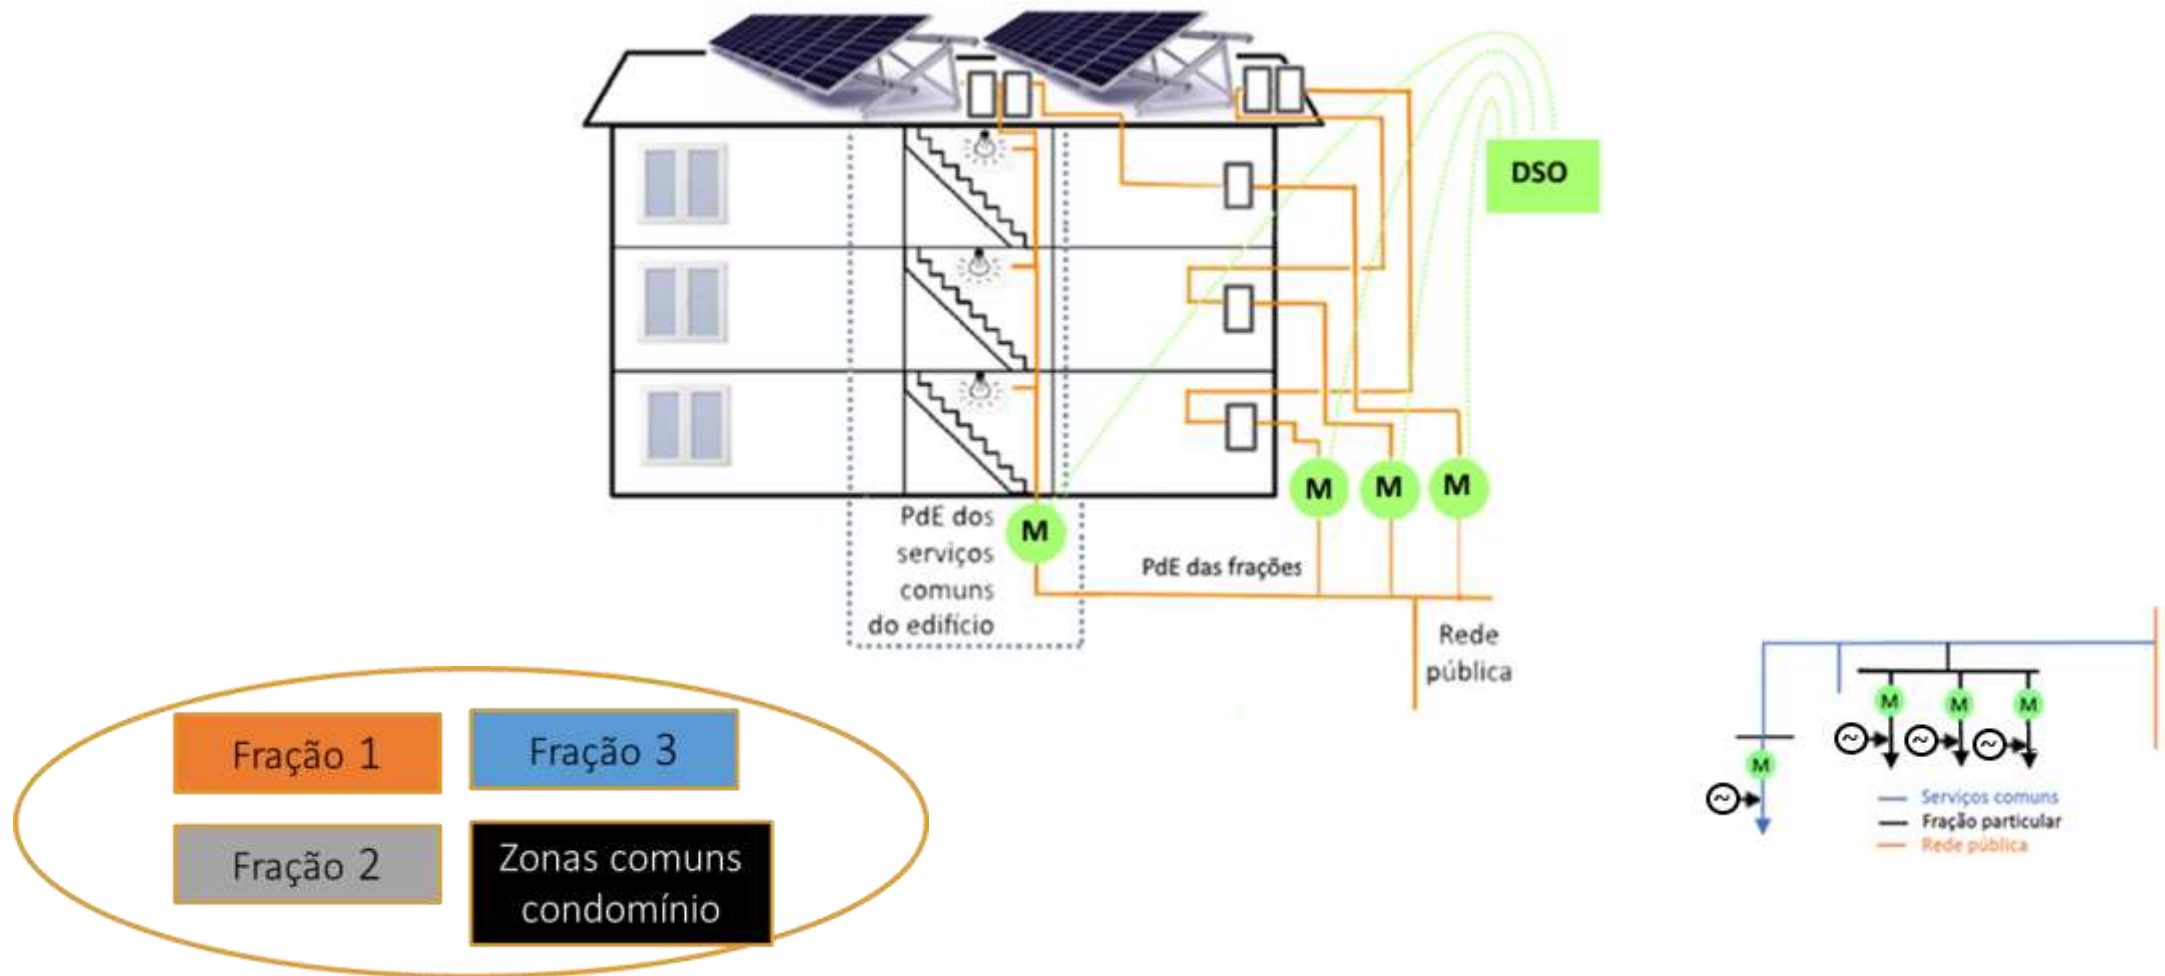 DSO
M
M
M
M
PdE dos
serviços
comuns
do edifício
PdE das frações
Rede
pública
Fração 1
Fração 3
Fração 2
Zonas comuns
condomínio
M
M
M
M
~
~
~
~
Serviços comuns
Fração particular
Rede pública